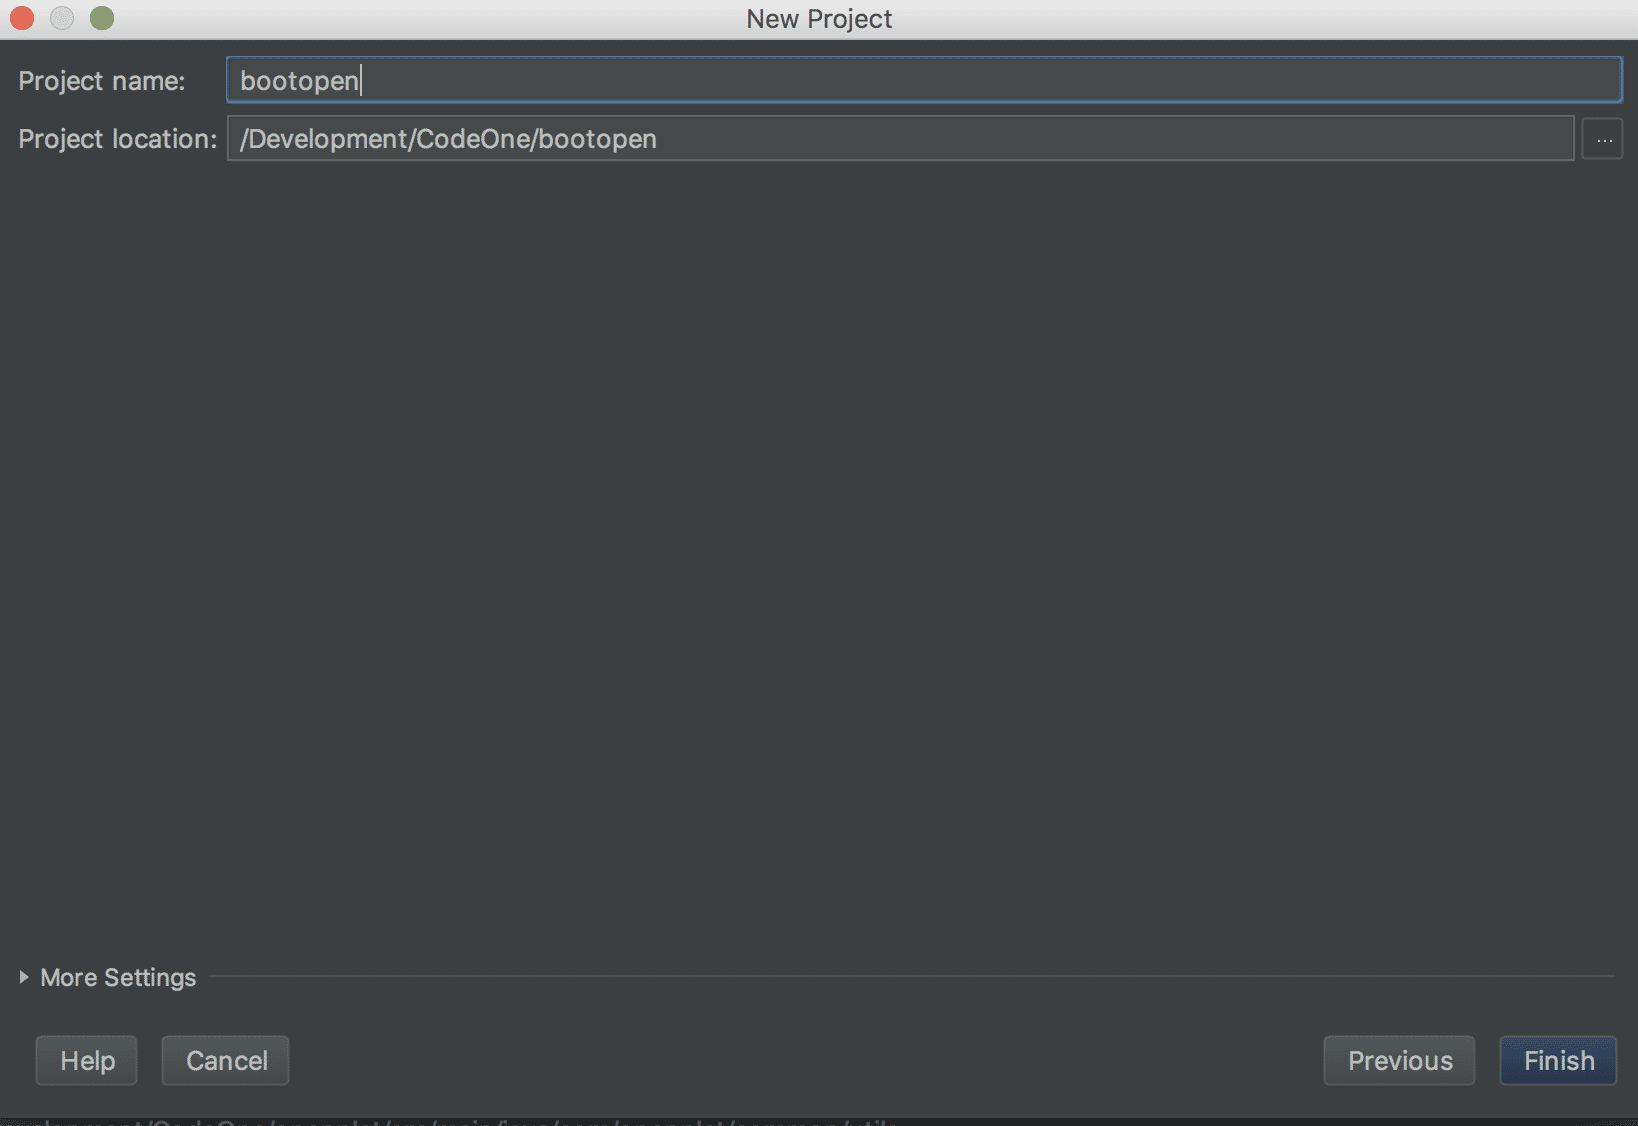 New Project
Project name: bootopen
Project location: /Development/CodeOne/bootopen ...
More Settings
Help Cancel Previous Finish